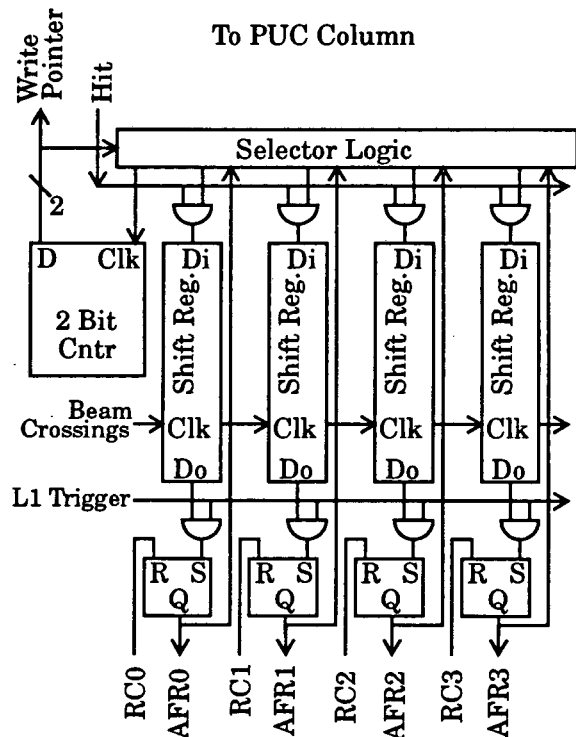 To PUC Column
Write
Pointer
Hit
Selector Logic
2
D Clk
2 Bit
Cntr
Di
Shift Reg.
Clk
Do
Di
Shift Reg.
Clk
Do
Di
Shift Reg.
Clk
Do
Di
Shift Reg.
Clk
Do
Beam
Crossings
L1 Trigger
R S
Q
R S
Q
R S
Q
R S
Q
RC0
AFR0
RC1
AFR1
RC2
AFR2
RC3
AFR3